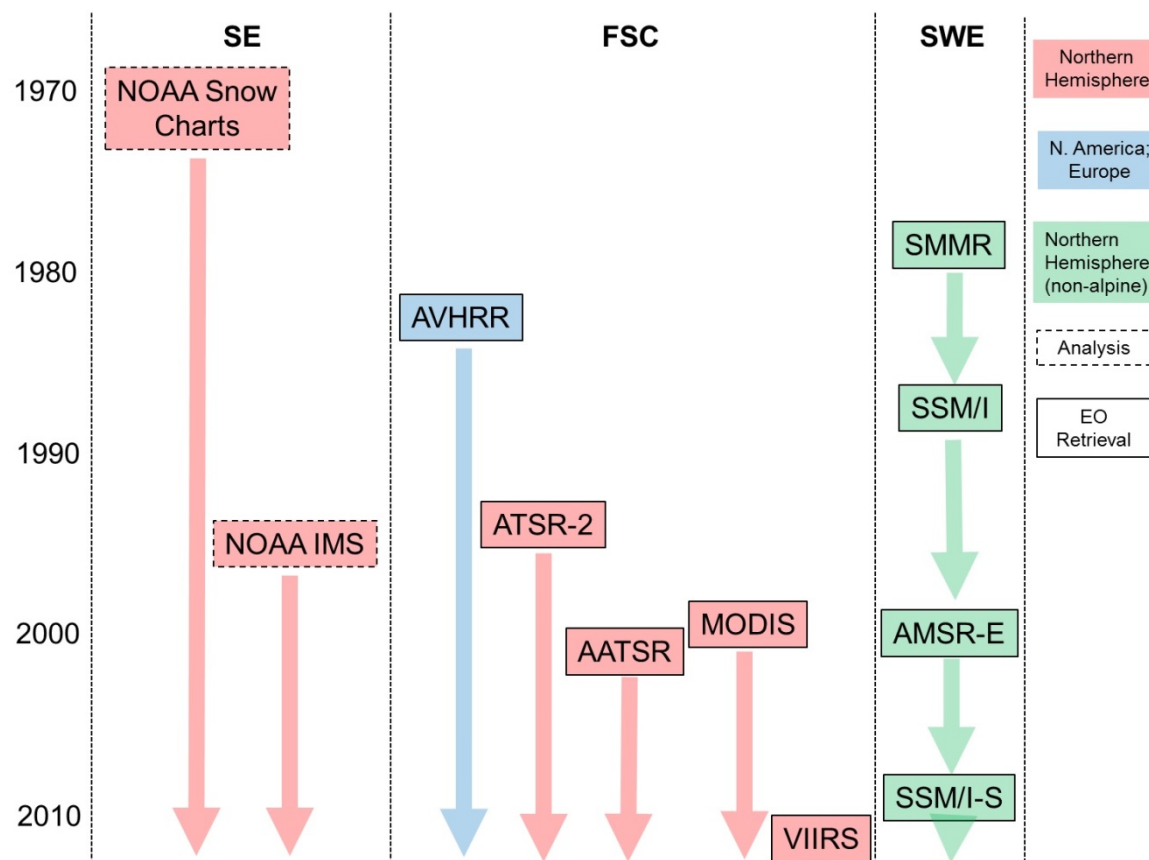 SE
FSC
SWE
1970
1980
1990
2000
2010
NOAA Snow
Charts
NOAA IMS
AVHRR
ATSR-2
AATSR
MODIS
VIIRS
SMMR
SSM/I
AMSR-E
SSM/I-S
Northern
Hemisphere
N. America;
Europe
Northern
Hemisphere
(non-alpine)
Analysis
EO
Retrieval